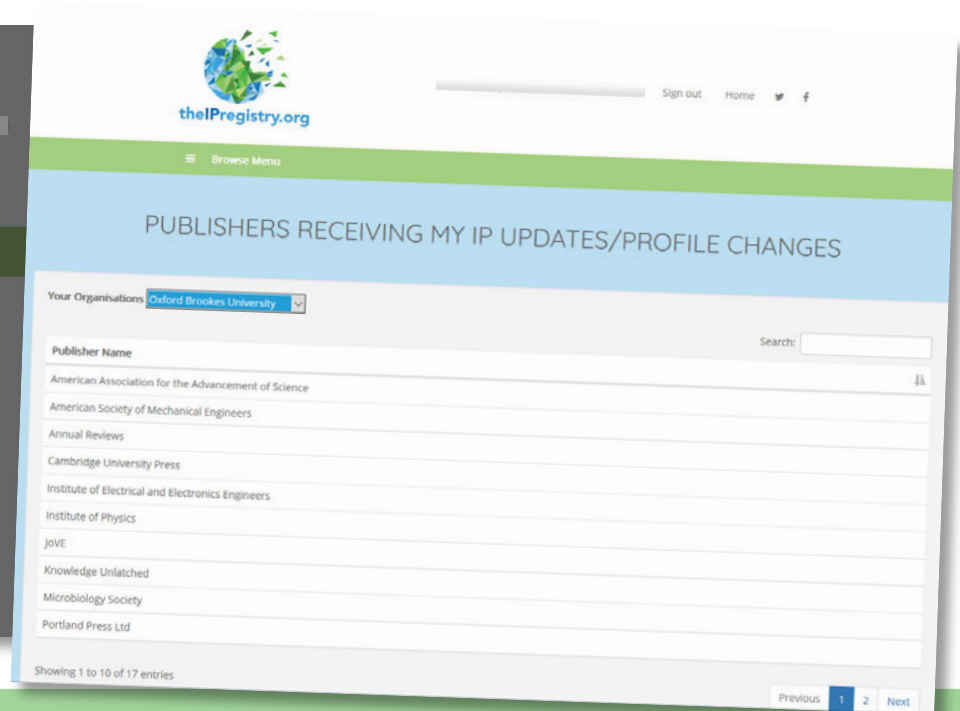 theIPregistry.org
Sign out Home
Browse Menu
PUBLISHERS RECEIVING MY IP UPDATES/PROFILE CHANGES
Your Organisations Oxford Brookes University
Search:
Publisher Name
American Association for the Advancement of Science
American Society of Mechanical Engineers
Annual Reviews
Cambridge University Press
Institute of Electrical and Electronics Engineers
Institute of Physics
JoVE
Knowledge Unlatched
Microbiology Society
Portland Press Ltd
Showing 1 to 10 of 17 entries
Previous 1 2 Next